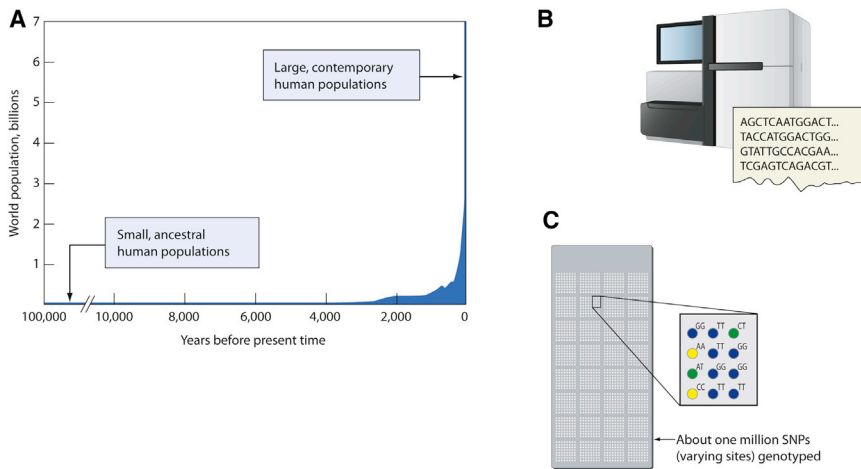 A
World population, billions
7
6
5
4
3
2
1
Large, contemporary
human populations
Small, ancestral
human populations
100,000 10,000 8,000 6,000 4,000 2,000 0
Years before present time
B
AGCTCAATGGACT...
TACCATGGACTGG...
GTATTGCCACGAA...
TCGAGTCAGACGT...
C
GG TT CT
AA TT GG
AT GG GG
CC TT TT
About one million SNPs
(varying sites) genotyped